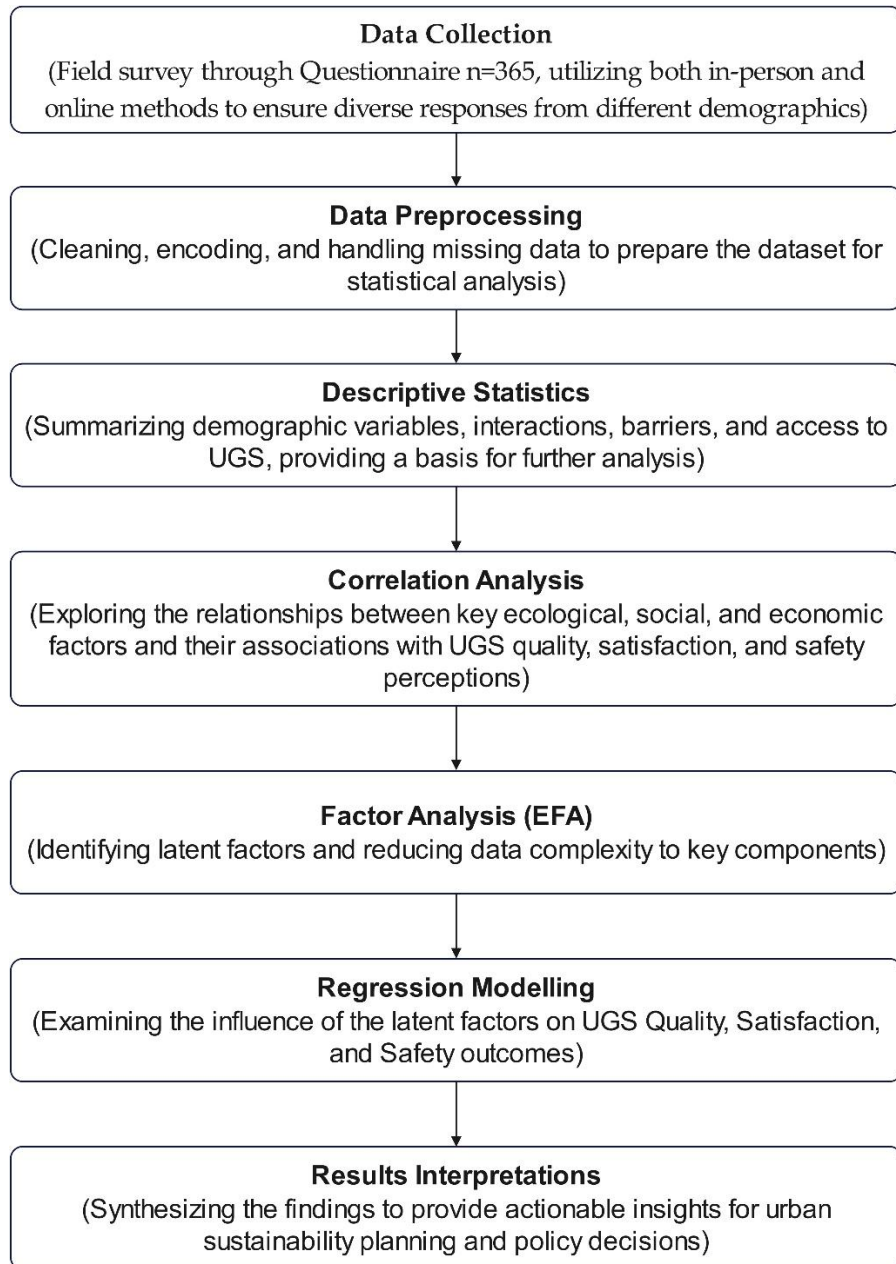 Data Collection
(Field survey through Questionnaire n=365, utilizing both in-person and
online methods to ensure diverse responses from different demographics)
Data Preprocessing
(Cleaning, encoding, and handling missing data to prepare the dataset for
statistical analysis)
Descriptive Statistics
(Summarizing demographic variables, interactions, barriers, and access to
UGS, providing a basis for further analysis)
Correlation Analysis
(Exploring the relationships between key ecological, social, and economic
factors and their associations with UGS quality, satisfaction, and safety
perceptions)
Factor Analysis (EFA)
(Identifying latent factors and reducing data complexity to key components)
Regression Modelling
(Examining the influence of the latent factors on UGS Quality, Satisfaction,
and Safety outcomes)
Results Interpretations
(Synthesizing the findings to provide actionable insights for urban
sustainability planning and policy decisions)